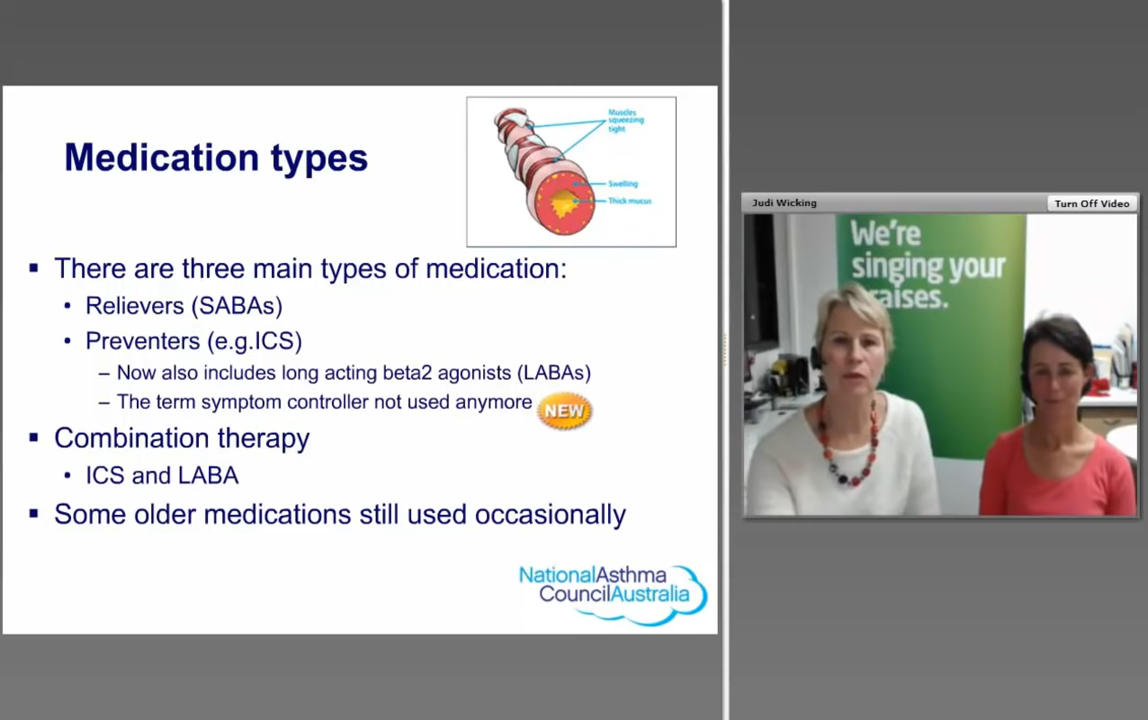 Medication types
Muscles
squeezing
tight
Swelling
Thick mucus
▪ There are three main types of medication:
• Relievers (SABAs)
• Preventers (e.g.ICS)
– Now also includes long acting beta2 agonists (LABAs)
– The term symptom controller not used anymore
NEW
▪ Combination therapy
• ICS and LABA
▪ Some older medications still used occasionally
NationalAsthma
CouncilAustralia
Judi Wicking
Turn Off Video
We're
singing your
raises.